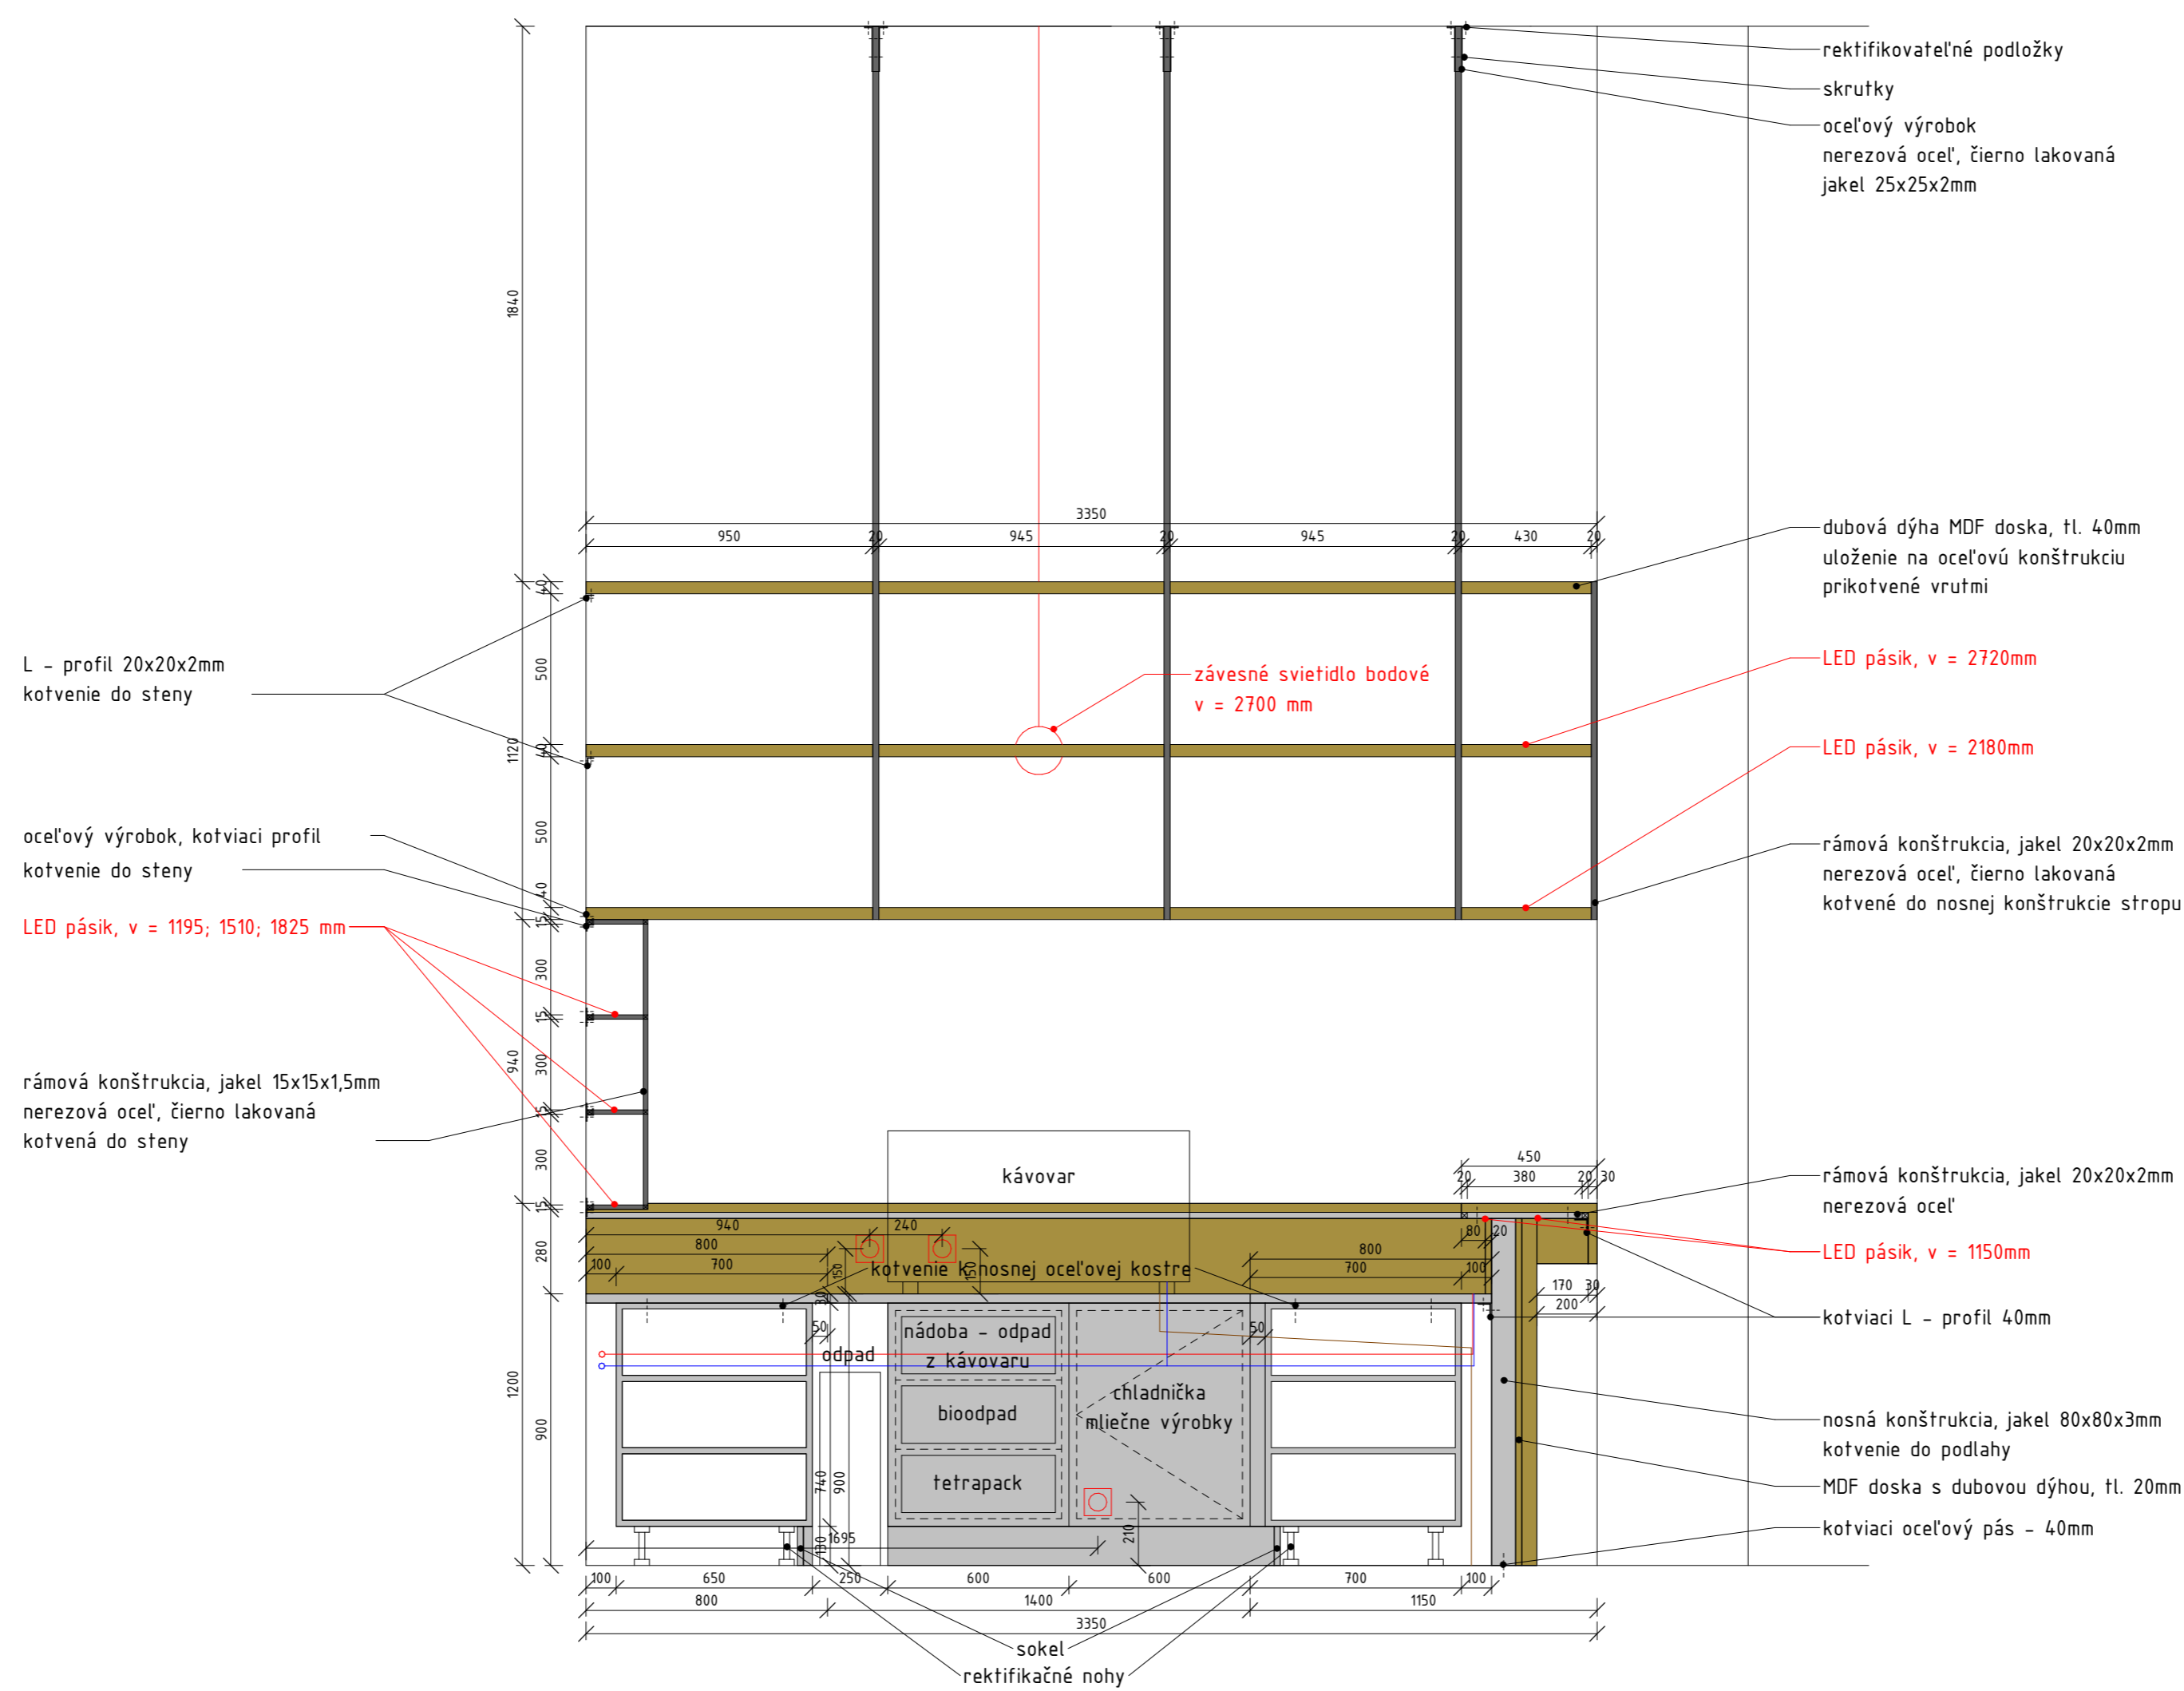 rektifikovateľné podložky
skrutky
oceľový výrobok
nerezová oceľ, čierno lakovaná
jakel 25x25x2mm
1840
3350
950
20
945
20
945
20
430
20
dubová dýha MDF doska, tl. 40mm
uloženie na oceľovú konštrukciu
prikotvené vrutmi
40
L - profil 20x20x2mm
kotvenie do steny
500
závesné svietidlo bodové
v = 2700 mm
LED pásik, v = 2720mm
1120
40
LED pásik, v = 2180mm
oceľový výrobok, kotviaci profil
kotvenie do steny
500
rámová konštrukcia, jakel 20x20x2mm
nerezová oceľ, čierno lakovaná
kotvené do nosnej konštrukcie stropu
40
15
LED pásik, v = 1195; 1510; 1825 mm
300
15
940
300
rámová konštrukcia, jakel 15x15x1,5mm
nerezová oceľ, čierno lakovaná
kotvená do steny
15
300
15
kávovar
450
20
380
20
30
rámová konštrukcia, jakel 20x20x2mm
nerezová oceľ
940
240
80
20
LED pásik, v = 1150mm
280
800
800
100
700
150
kotvenie k nosnej oceľovej kostre
150
700
100
170
30
200
30
kotviaci L - profil 40mm
50
50
odpad
nádoba - odpad
z kávovaru
chladnička
mliečne výrobky
bioodpad
tetrapack
1200
900
740
900
nosná konštrukcia, jakel 80x80x3mm
kotvenie do podlahy
MDF doska s dubovou dýhou, tl. 20mm
kotviaci oceľový pás - 40mm
130
1695
210
100
650
250
600
600
700
100
800
1400
1150
3350
sokel
rektifikačné nohy